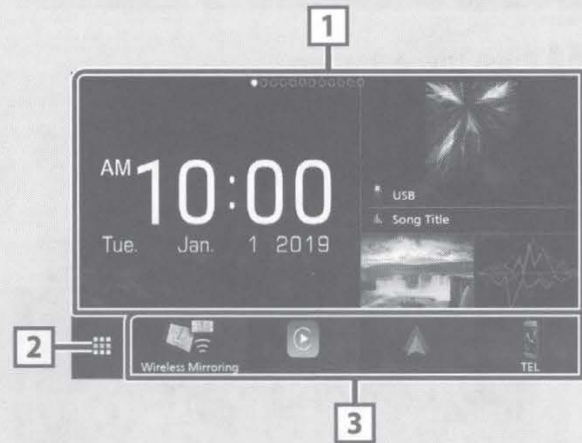 1
AM 10:00
Tue. Jan. 1 2019
USB
Song Title
2
Wireless Mirroring
TEL
3